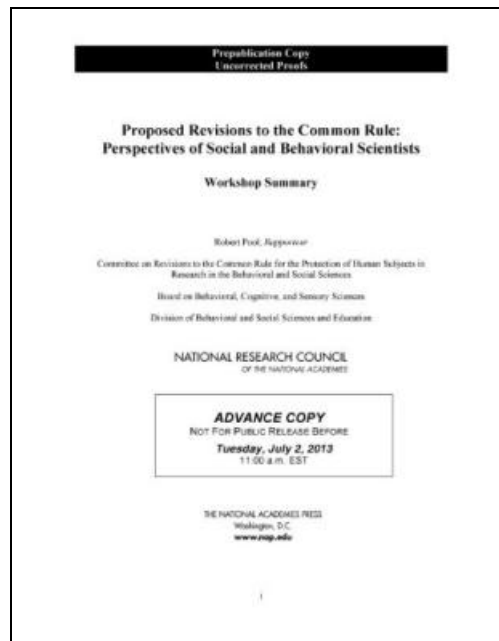 Prepublication Copy
Uncorrected Proofs
Proposed Revisions to the Common Rule:
Perspectives of Social and Behavioral Scientists
Workshop Summary
Robert Pool, Rapporteur
Committee on Revisions to the Common Rule for the Protection of Human Subjects in
Research in the Behavioral and Social Sciences
Board on Behavioral, Cognitive, and Sensory Sciences
Division of Behavioral and Social Sciences and Education
NATIONAL RESEARCH COUNCIL
OF THE NATIONAL ACADEMIES
ADVANCE COPY
NOT FOR PUBLIC RELEASE BEFORE
Tuesday, July 2, 2013
11:00 a.m. EST
THE NATIONAL ACADEMIES PRESS
Washington, D.C.
www.nap.edu